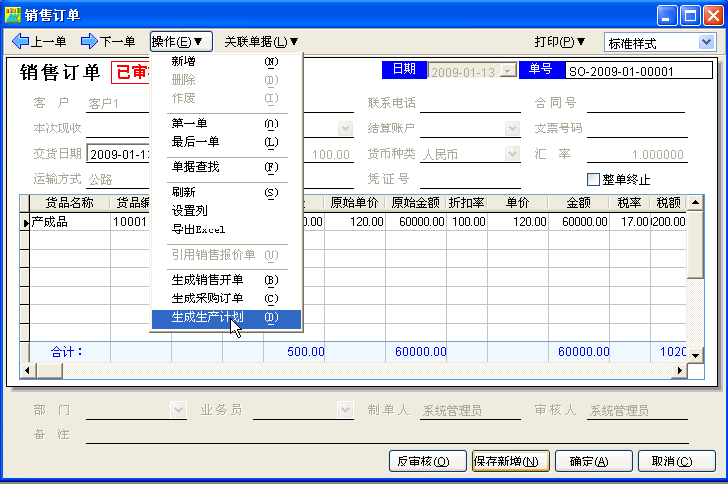 销售订单
上一单 下一单 操作(E)▼ 关联单据(L)▼ 打印(P)▼ 标准样式
销售订单 已审 日期 2009-01-13 单号 SO-2009-01-00001
客 户 客户1 联系电话 合同号
本次现收 结算账户 支票号码
交货日期 2009-01-13 100.00 货币种类 人民币 汇 率 1.000000
运输方式 公路 凭证号 整单终止
新增 (N)
删除 (D)
作废 (I)
第一单 (A)
最后一单 (L)
单据查找 (F)
刷新 (S)
设置列
导出Excel
引用销售报价单 (V)
生成销售开单 (B)
生成采购订单 (C)
生成生产计划 (D)
货品名称 货品编 原始单价 原始金额 折扣率 单价 金额 税率 税额
产成品 10001 0.00 120.00 60000.00 100.00 120.00 60000.00 17.00 200.00
合计： 500.00 60000.00 60000.00 1020
部 门 业务员 制单人 系统管理员 审核人 系统管理员
备 注
反审核(O) 保存新增(N) 确定(A) 取消(C)